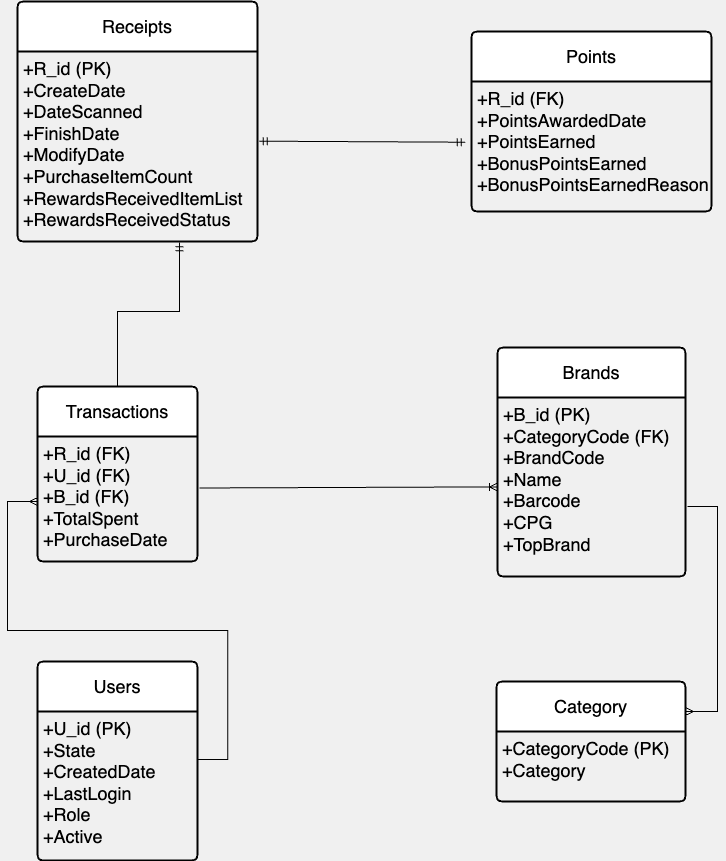 Receipts
+R_id (PK)
+CreateDate
+DateScanned
+FinishDate
+ModifyDate
+PurchaseItemCount
+RewardsReceivedItemList
+RewardsReceivedStatus
Points
+R_id (FK)
+PointsAwardedDate
+PointsEarned
+BonusPointsEarned
+BonusPointsEarnedReason
Transactions
+R_id (FK)
+U_id (FK)
+B_id (FK)
+TotalSpent
+PurchaseDate
Brands
+B_id (PK)
+CategoryCode (FK)
+BrandCode
+Name
+Barcode
+CPG
+TopBrand
Users
+U_id (PK)
+State
+CreatedDate
+LastLogin
+Role
+Active
Category
+CategoryCode (PK)
+Category